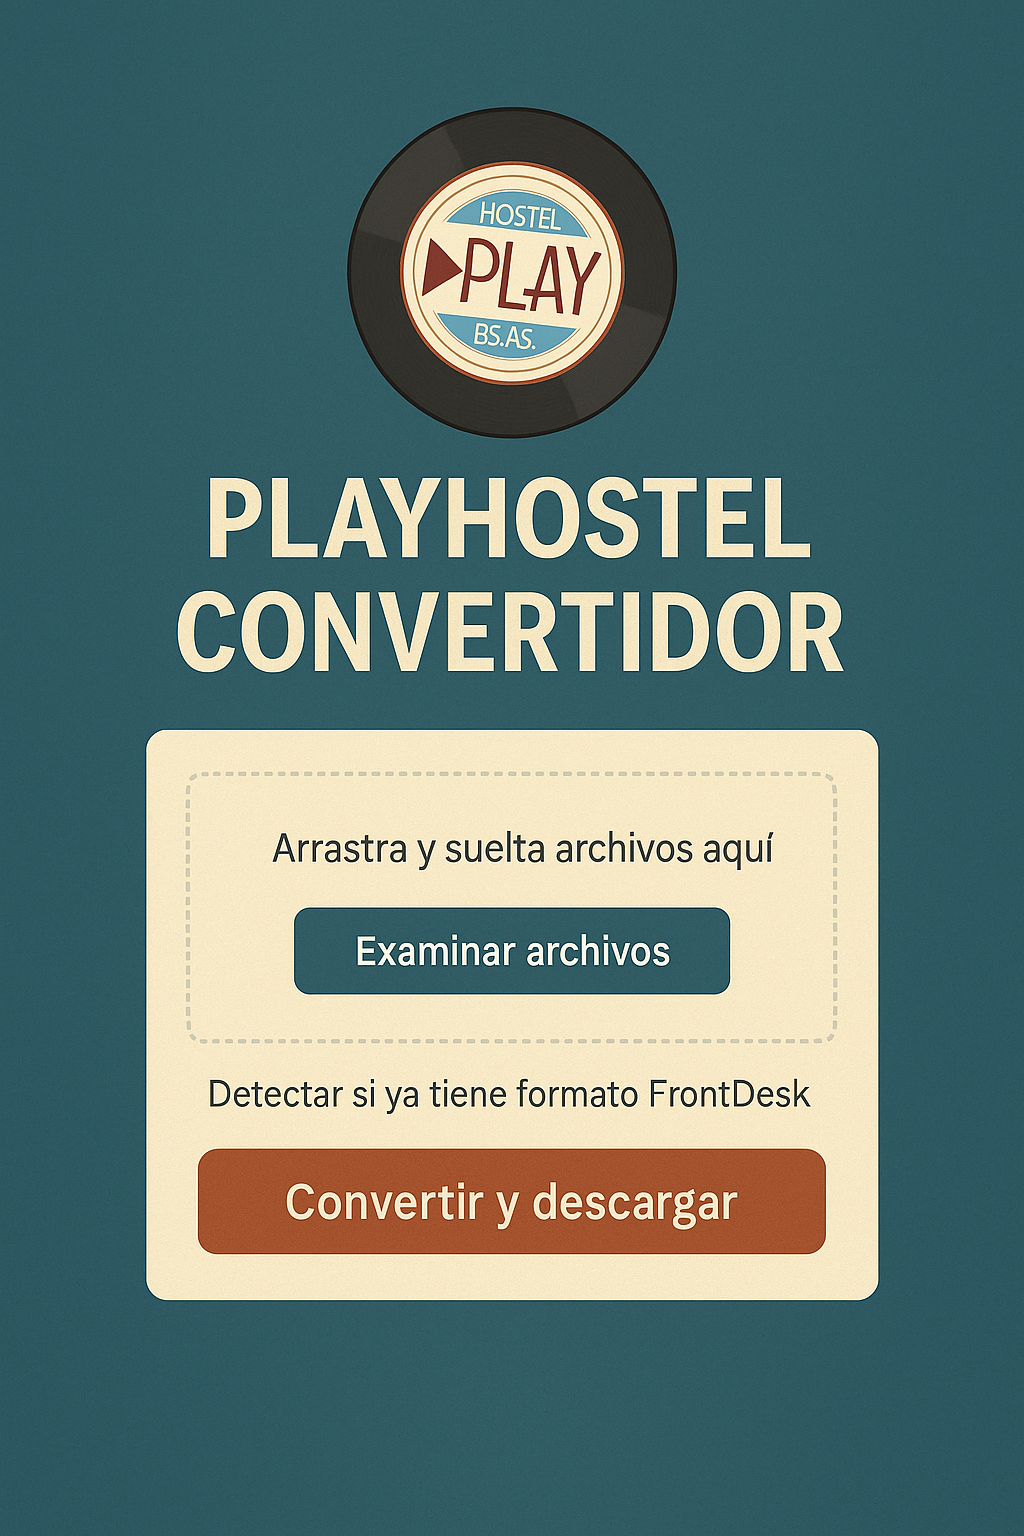 HOSTEL
PLAY
BS.AS.
PLAYHOSTEL
CONVERTIDOR
Arrastra y suelta archivos aquí
Examinar archivos
Detectar si ya tiene formato FrontDesk
Convertir y descargar